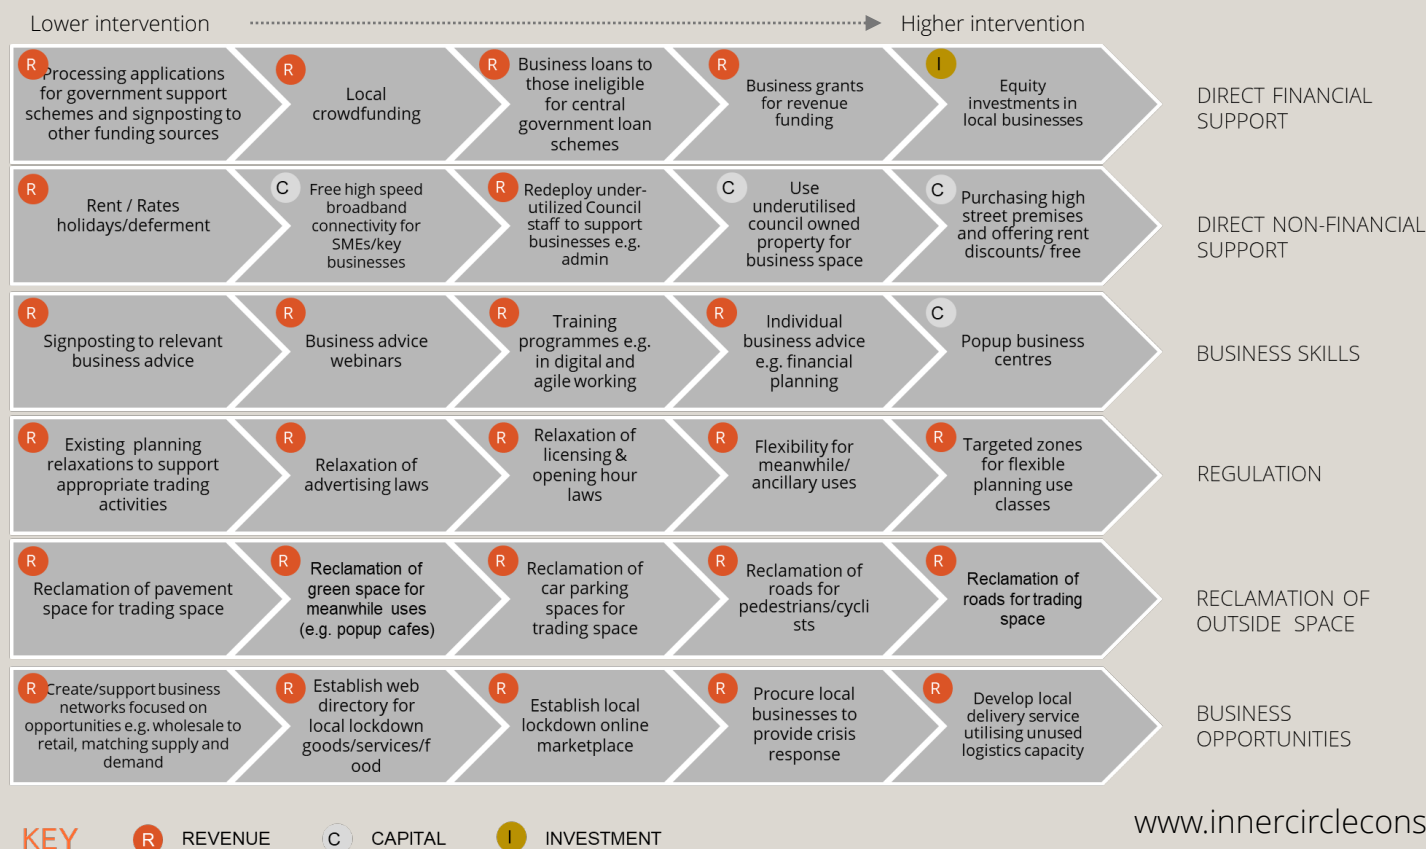 Lower intervention
Higher intervention
R
Processing applications
for government support
schemes and signposting to
other funding sources
R
Local
crowdfunding
R
Business loans to
those ineligible
for central
government loan
schemes
R
Business grants
for revenue
funding
I
Equity
investments in
local businesses
DIRECT FINANCIAL
SUPPORT
R
Rent / Rates
holidays/deferment
C
Free high speed
broadband
connectivity for
SMEs/key
businesses
R
Redeploy under-
utilized Council
staff to support
businesses e.g.
admin
C
Use
underutilised
council owned
property for
business space
C
Purchasing high
street premises
and offering rent
discounts/ free
DIRECT NON-FINANCIAL
SUPPORT
R
Signposting to relevant
business advice
R
Business advice
webinars
R
Training
programmes e.g.
in digital and
agile working
R
Individual
business advice
e.g. financial
planning
C
Popup business
centres
BUSINESS SKILLS
R
Existing planning
relaxations to support
appropriate trading
activities
R
Relaxation of
advertising laws
R
Relaxation of
licensing &
opening hour
laws
R
Flexibility for
meanwhile/
ancillary uses
R
Targeted zones
for flexible
planning use
classes
REGULATION
R
Reclamation of pavement
space for trading space
R
Reclamation of
green space for
meanwhile uses
(e.g. popup cafes)
R
Reclamation of
car parking
spaces for
trading space
R
Reclamation of
roads for
pedestrians/cycli
sts
R
Reclamation of
roads for trading
space
RECLAMATION OF
OUTSIDE SPACE
R
Create/support business
networks focused on
opportunities e.g. wholesale to
retail, matching supply and
demand
R
Establish web
directory for
local lockdown
goods/services/f
ood
R
Establish local
lockdown online
marketplace
R
Procure local
businesses to
provide crisis
response
R
Develop local
delivery service
utilising unused
logistics capacity
BUSINESS
OPPORTUNITIES
www.innercirclecons
KEY
R REVENUE
C CAPITAL
I INVESTMENT